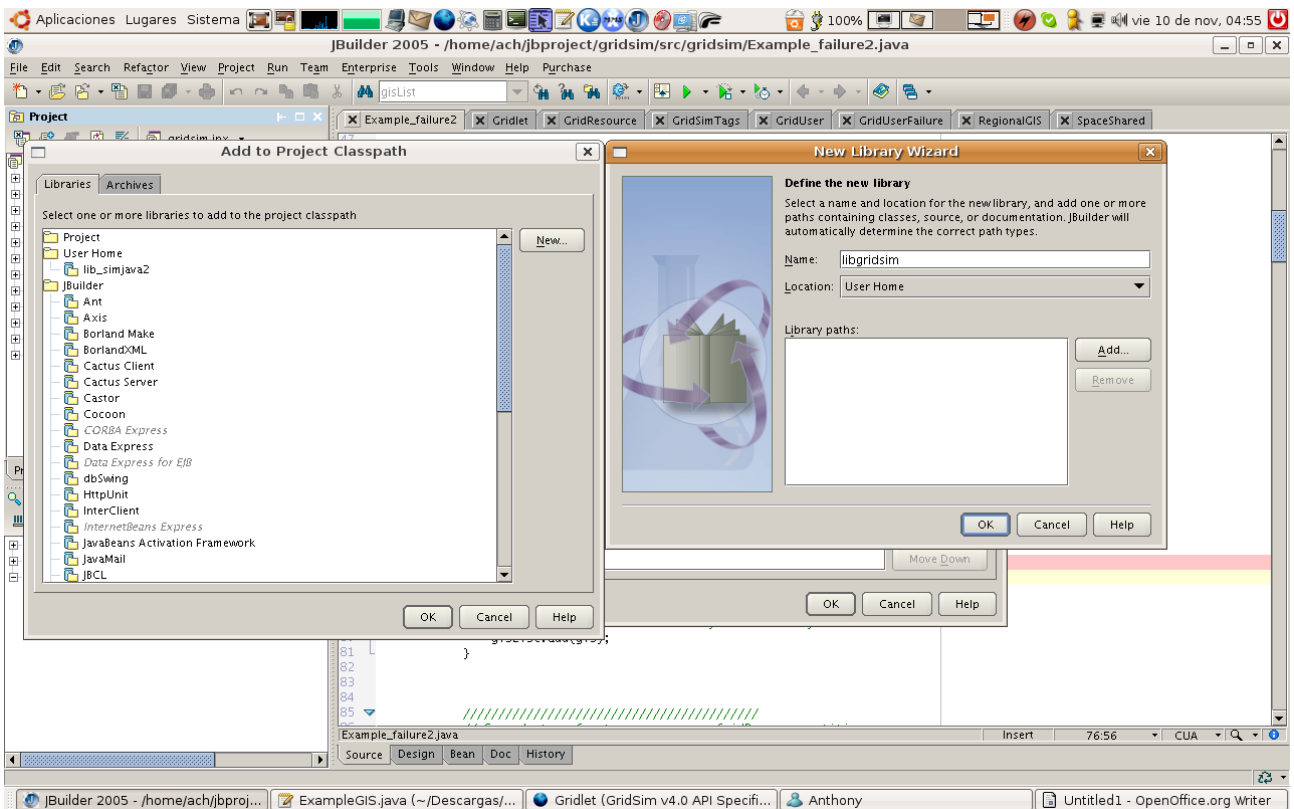 Aplicaciones Lugares Sistema 100% vie 10 de nov, 04:55
JBuilder 2005 - /home/ach/jbproject/gridsim/src/gridsim/Example_failure2.java
File Edit Search Refactor View Project Run Team Enterprise Tools Window Help Purchase
gisList
Project
Example_failure2 Gridlet GridResource GridSimTags GridUser GridUserFailure RegionalGIS SpaceShared
gridsim.jpx
47
Add to Project Classpath
Libraries Archives
Select one or more libraries to add to the project classpath
Project
User Home
lib_simjava2
JBuilder
Ant
Axis
Borland Make
BorlandXML
Cactus Client
Cactus Server
Castor
Cocoon
CORBA Express
Data Express
Data Express for EJB
dbSwing
HttpUnit
InterClient
InternetBeans Express
JavaBeans Activation Framework
JavaMail
JBCL
New...
OK Cancel Help
New Library Wizard
Define the new library
Select a name and location for the new library, and add one or more
paths containing classes, source, or documentation. JBuilder will
automatically determine the correct path types.
Name: libgridsim
Location: User Home
Library paths:
Add...
Remove
OK Cancel Help
Move Down
OK Cancel Help
Pr
81 }
82
83
84
85 //////////////////////////////////////////
Example_failure2.java Insert 76:56 CUA
Source Design Bean Doc History
JBuilder 2005 - /home/ach/jbproj... ExampleGIS.java (~/Descargas/... Gridlet (GridSim v4.0 API Specifi... Anthony Untitled1 - OpenOffice.org Writer